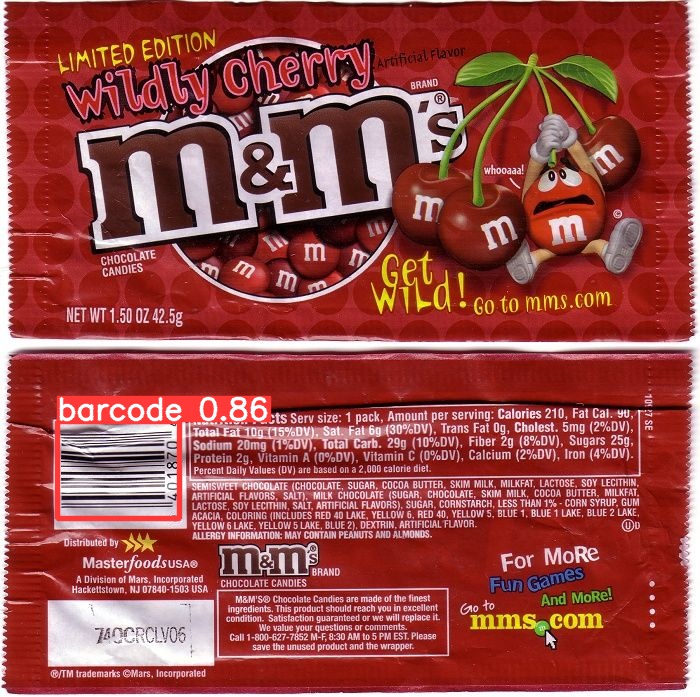 LIMITED EDITION
wildly cherry
Artificial Flavor
BRAND
m&m's®
CHOCOLATE
CANDIES
NET WT 1.50 OZ 42.5g
whooaaa!
m
m
m
m
©
Get
Wild! Go to mms.com
m
m
m
m
m
m
barcode 0.86
Serv size: 1 pack, Amount per serving: Calories 210, Fat Cal. 90,
Total Fat 10g (15%DV), Sat. Fat 6g (30%DV), Trans Fat 0g, Cholest. 5mg (2%DV),
Sodium 20mg (1%DV), Total Carb. 29g (10%DV), Fiber 2g (8%DV), Sugars 25g,
Protein 2g, Vitamin A (0%DV), Vitamin C (0%DV), Calcium (2%DV), Iron (4%DV).
Percent Daily Values (DV) are based on a 2,000 calorie diet.
SEMISWEET CHOCOLATE (CHOCOLATE, SUGAR, COCOA BUTTER, SKIM MILK, MILKFAT, LACTOSE, SOY LECITHIN,
ARTIFICIAL FLAVORS, SALT), MILK CHOCOLATE (SUGAR, CHOCOLATE, SKIM MILK, COCOA BUTTER, MILKFAT,
LACTOSE, SOY LECITHIN, SALT, ARTIFICIAL FLAVORS), SUGAR, CORNSTARCH, LESS THAN 1% - CORN SYRUP, GUM
ACACIA, COLORING (INCLUDES RED 40 LAKE, YELLOW 6, RED 40, YELLOW 5, BLUE 1, BLUE 1 LAKE, BLUE 2 LAKE,
YELLOW 6 LAKE, YELLOW 5 LAKE, BLUE 2), DEXTRIN, ARTIFICIAL FLAVOR.
ALLERGY INFORMATION: MAY CONTAIN PEANUTS AND ALMONDS.
401870
Distributed by
MasterfoodsUSA®
A Division of Mars, Incorporated
Hackettstown, NJ 07840-1503 USA
740CRCLV06
®/TM trademarks ©Mars, Incorporated
m&m's®
BRAND
CHOCOLATE CANDIES
M&M'S® Chocolate Candies are made of the finest
ingredients. This product should reach you in excellent
condition. Satisfaction guaranteed or we will replace it.
We value your questions or comments.
Call 1-800-627-7852 M-F, 8:30 AM to 5 PM EST. Please
save the unused product and the wrapper.
For MoRe
Fun Games
And MoRe!
Go to
mms.com